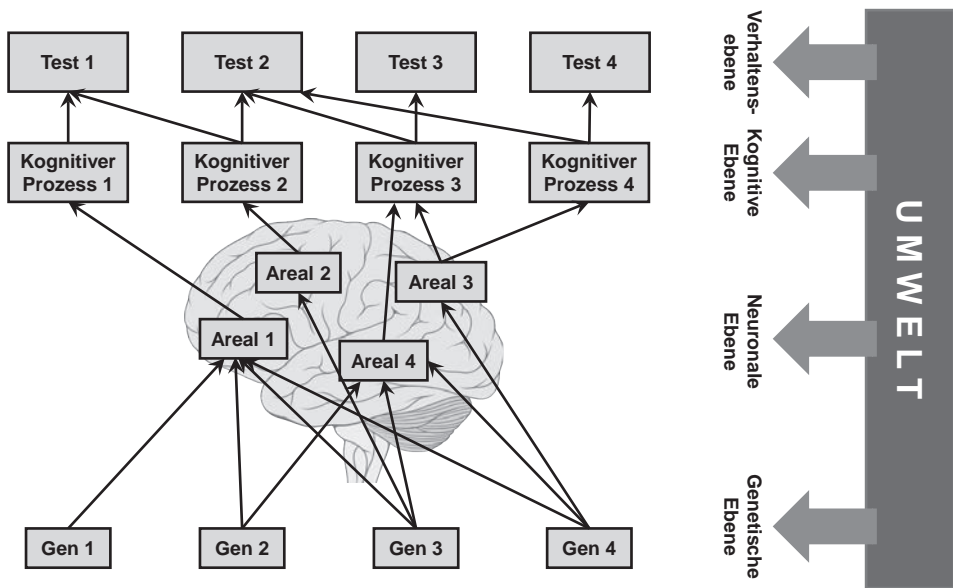 Test 1
Test 2
Test 3
Test 4
Verhaltens-
ebene
Kognitiver
Prozess 1
Kognitiver
Prozess 2
Kognitiver
Prozess 3
Kognitiver
Prozess 4
Kognitive
Ebene
Areal 2
Areal 3
Areal 1
Areal 4
Neuronale
Ebene
Gen 1
Gen 2
Gen 3
Gen 4
Genetische
Ebene
UMWELT